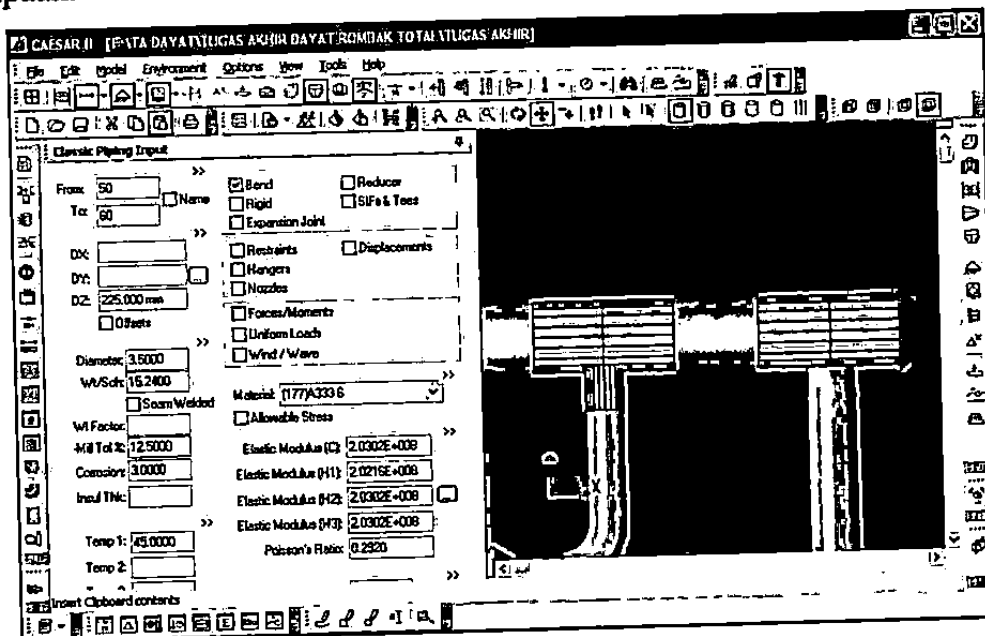 CAESAR II [E:\TA DAYAT\TUGAS AKHIR DAYAT\ROMBAK TOTAL\TUGAS AKHIR]
File Edit Model Environment Options View Tools Help
Classic Piping Input
From: 50
Name
To: 60
DX:
DY:
DZ: 225.000 mm
Offsets
Diameter: 3.5000
Wt/Sch: 15.2400
Seam Welded
Wl Factor:
-Mill Tol %: 12.5000
Corrosion: 3.0000
Insul Thk:
Temp 1: 45.0000
Temp 2:
Bend
Reducer
Rigid
SIFs & Tees
Expansion Joint
Restraints
Displacements
Hangers
Nozzles
Forces/Moments
Uniform Loads
Wind / Wave
Material: (177)A333 6
Allowable Stress
Elastic Modulus (C): 2.0302E+008
Elastic Modulus (H1): 2.0216E+008
Elastic Modulus (H2): 2.0302E+008
Elastic Modulus (H3): 2.0302E+008
Poisson's Ratio: 0.2920
Insert Clipboard contents